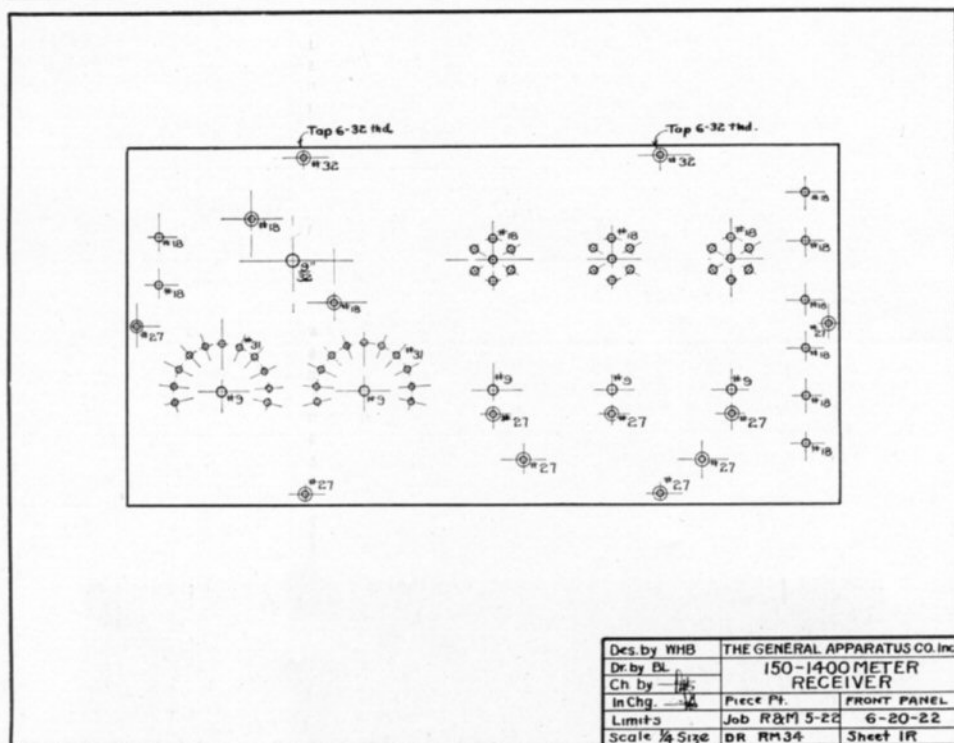 Tap 6-32 thd.
Tap 6-32 thd.
#32
#32
#18
#18
#18
#18
#18
#18
#18
#18
3/8"
#18
#18
#18
#27
#27
#31
#31
#18
#9
#9
#9
#9
#9
#18
#27
#27
#27
#18
#27
#27
#27
#27
Des. by WHB
THE GENERAL APPARATUS CO. Inc
Dr. by BL
150-1400 METER
RECEIVER
Ch. by
In Chg.
Piece Pt.
FRONT PANEL
Limits
Job R&M 5-22
6-20-22
Scale 1/4 Size
DR RM34
Sheet 1R